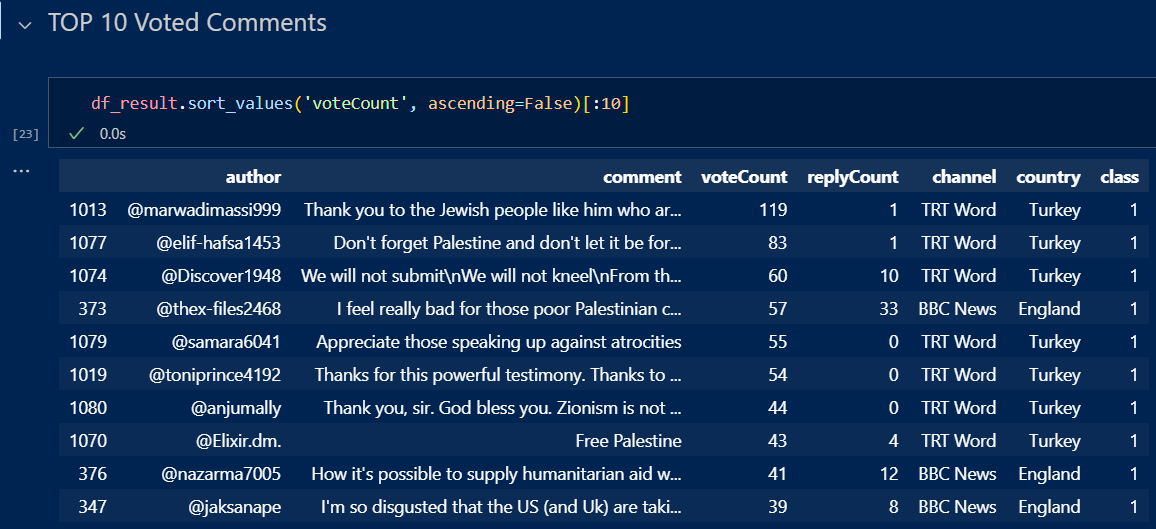 TOP 10 Voted Comments
df_result.sort_values('voteCount', ascending=False)[:10]
[23] 0.0s
...
author comment voteCount replyCount channel country class
1013 @marwadimassi999 Thank you to the Jewish people like him who ar... 119 1 TRT Word Turkey 1
1077 @elif-hafsa1453 Don't forget Palestine and don't let it be for... 83 1 TRT Word Turkey 1
1074 @Discover1948 We will not submit\nWe will not kneel\nFrom th... 60 10 TRT Word Turkey 1
373 @thex-files2468 I feel really bad for those poor Palestinian c... 57 33 BBC News England 1
1079 @samara6041 Appreciate those speaking up against atrocities 55 0 TRT Word Turkey 1
1019 @toniprince4192 Thanks for this powerful testimony. Thanks to ... 54 0 TRT Word Turkey 1
1080 @anjumally Thank you, sir. God bless you. Zionism is not ... 44 0 TRT Word Turkey 1
1070 @Elixir.dm. Free Palestine 43 4 TRT Word Turkey 1
376 @nazarma7005 How it's possible to supply humanitarian aid w... 41 12 BBC News England 1
347 @jaksanape I'm so disgusted that the US (and Uk) are taki... 39 8 BBC News England 1